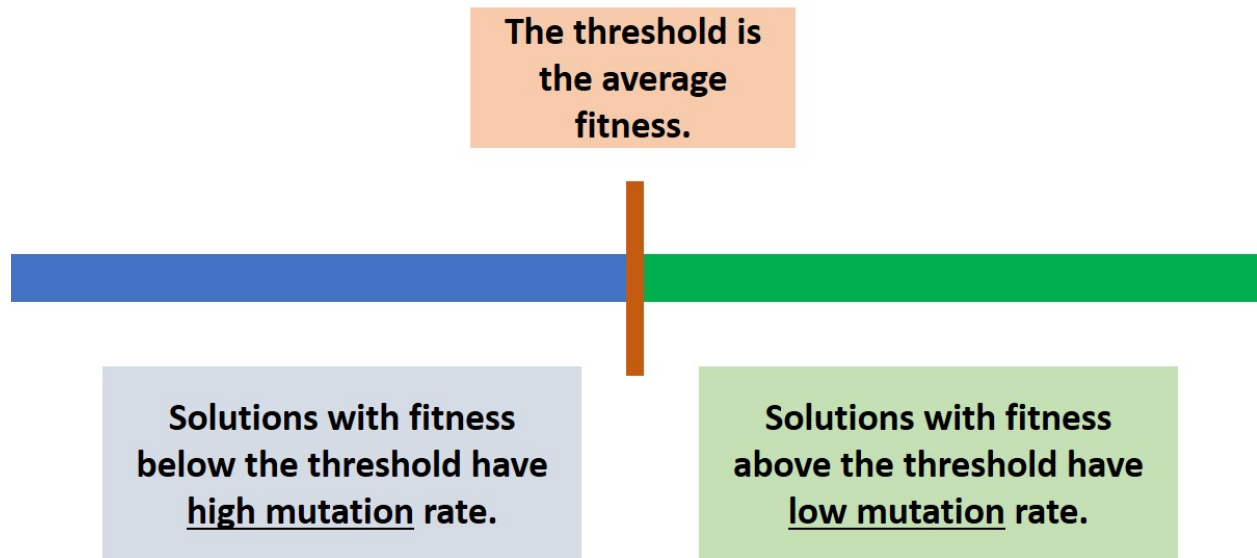 The threshold is
the average
fitness.
Solutions with fitness
below the threshold have
high mutation rate.
Solutions with fitness
above the threshold have
low mutation rate.